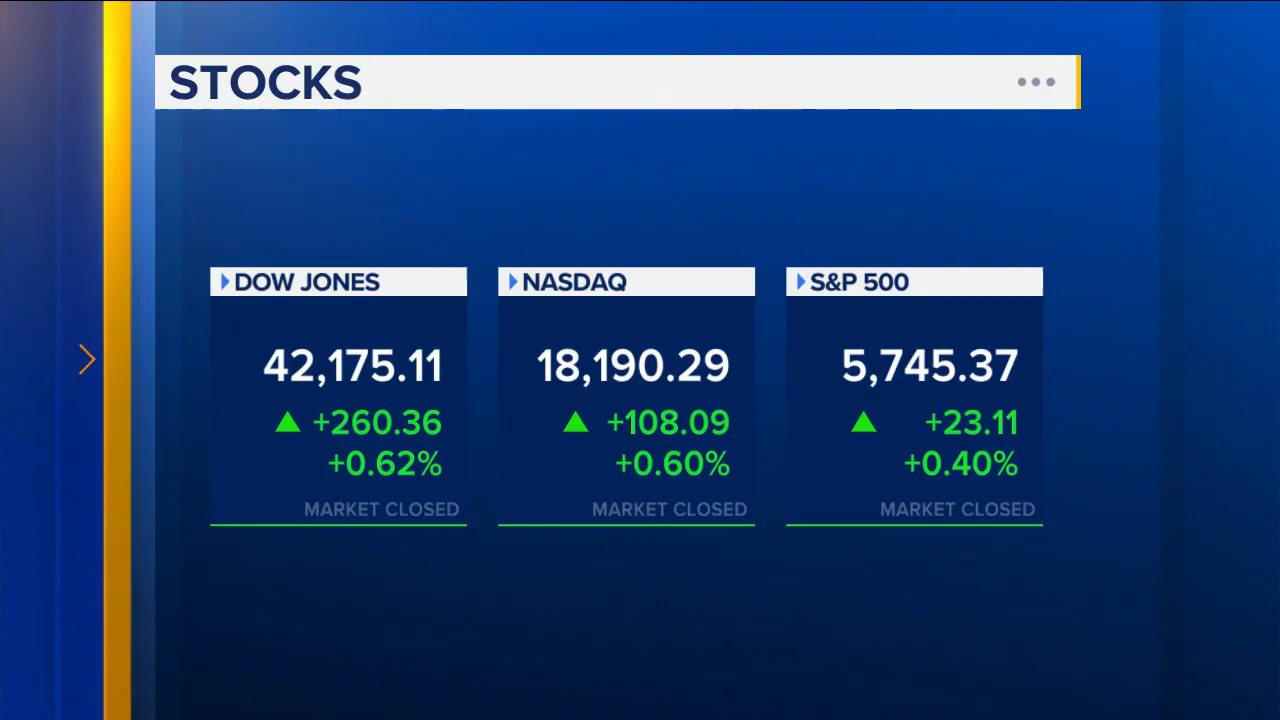 STOCKS
DOW JONES
42,175.11
+260.36
+0.62%
MARKET CLOSED
NASDAQ
18,190.29
+108.09
+0.60%
MARKET CLOSED
S&P 500
5,745.37
+23.11
+0.40%
MARKET CLOSED